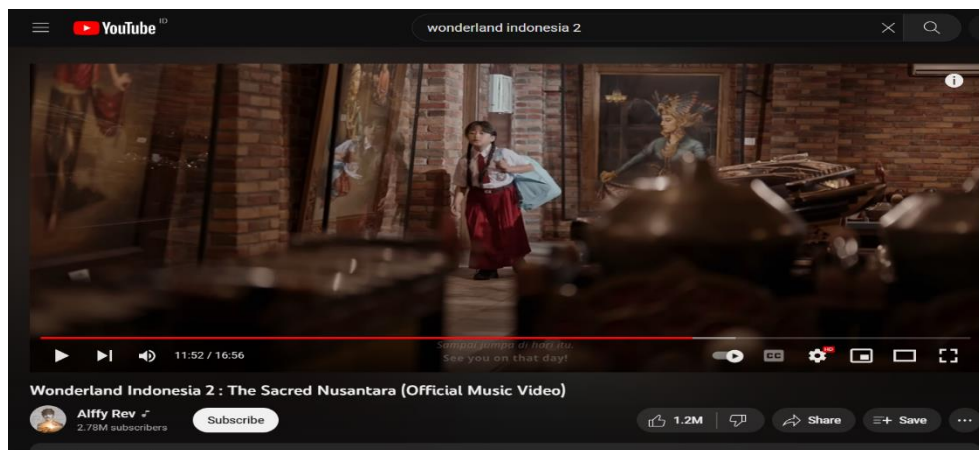 YouTube ID
wonderland indonesia 2
Sampai jumpa di hari itu.
See you on that day!
11:52 / 16:56
CC
HD
Wonderland Indonesia 2 : The Sacred Nusantara (Official Music Video)
Alffy Rev
2.78M subscribers
Subscribe
1.2M
Share
Save